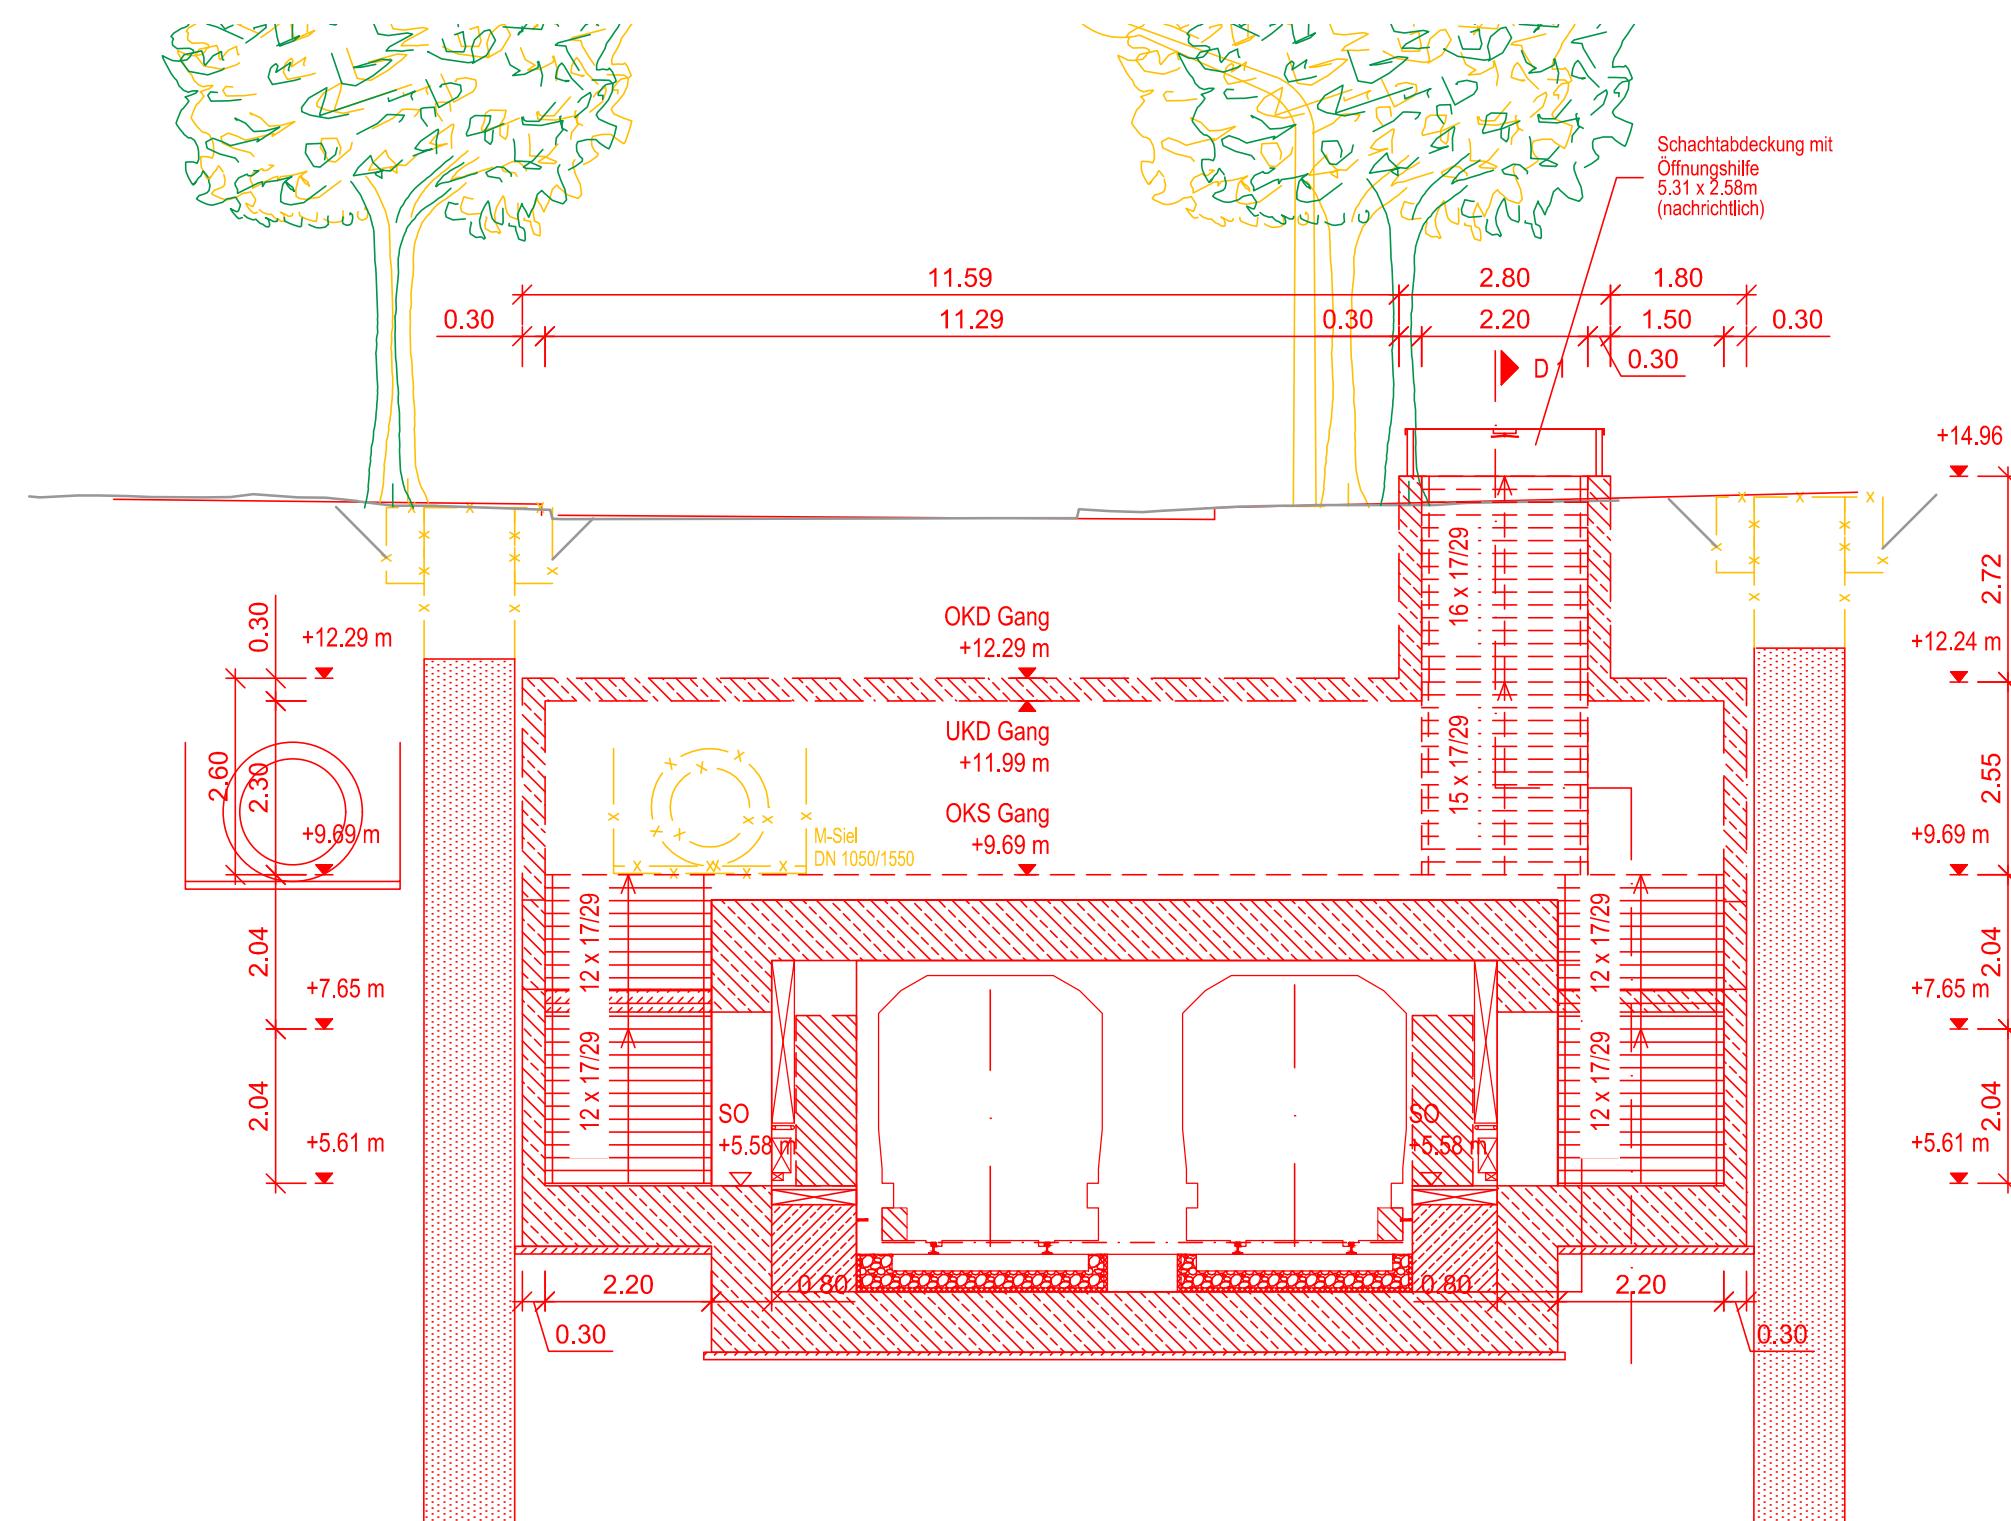 Schachtabdeckung mit
Öffnungshilfe
5.31 x 2.58m
(nachrichtlich)
11.59
2.80
1.80
0.30
11.29
0.30
2.20
1.50
0.30
0.30
D 1
+14.96
2.72
+12.24 m
2.55
+9.69 m
2.04
+7.65 m
2.04
+5.61 m
0.30
+12.29 m
2.60
2.30
+9.69 m
2.04
+7.65 m
2.04
+5.61 m
OKD Gang
+12.29 m
UKD Gang
+11.99 m
OKS Gang
+9.69 m
M-Siel
DN 1050/1550
16 x 17/29
15 x 17/29
12 x 17/29
12 x 17/29
12 x 17/29
12 x 17/29
SO
+5.58 m
SO
+5.58 m
2.20
0.80
0.80
2.20
0.30
0.30